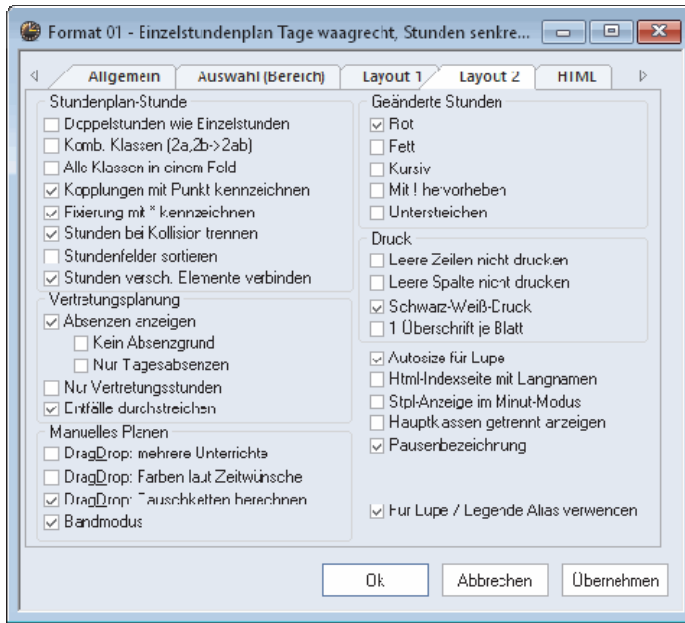 Format 01 - Einzelstundenplan Tage waagrecht, Stunden senkre...
Allgemein
Auswahl (Bereich)
Layout 1
Layout 2
HTML
Stundenplan-Stunde
Doppelstunden wie Einzelstunden
Komb. Klassen (2a,2b->2ab)
Alle Klassen in einem Feld
Kopplungen mit Punkt kennzeichnen
Fixierung mit * kennzeichnen
Stunden bei Kollision trennen
Stundenfelder sortieren
Stunden versch. Elemente verbinden
Vertretungsplanung
Absenzen anzeigen
Kein Absenzgrund
Nur Tagesabsenzen
Nur Vertretungsstunden
Entfälle durchstreichen
Manuelles Planen
DragDrop: mehrere Unterrichte
DragDrop: Farben laut Zeitwünsche
DragDrop: Tauschketten berechnen
Bandmodus
Geänderte Stunden
Rot
Fett
Kursiv
Mit ! hervorheben
Unterstreichen
Druck
Leere Zeilen nicht drucken
Leere Spalte nicht drucken
Schwarz-Weiß-Druck
1 Überschrift je Blatt
Autosize für Lupe
Html-Indexseite mit Langnamen
Stpl-Anzeige im Minut-Modus
Hauptklassen getrennt anzeigen
Pausenbezeichnung
Für Lupe / Legende Alias verwenden
Ok
Abbrechen
Übernehmen